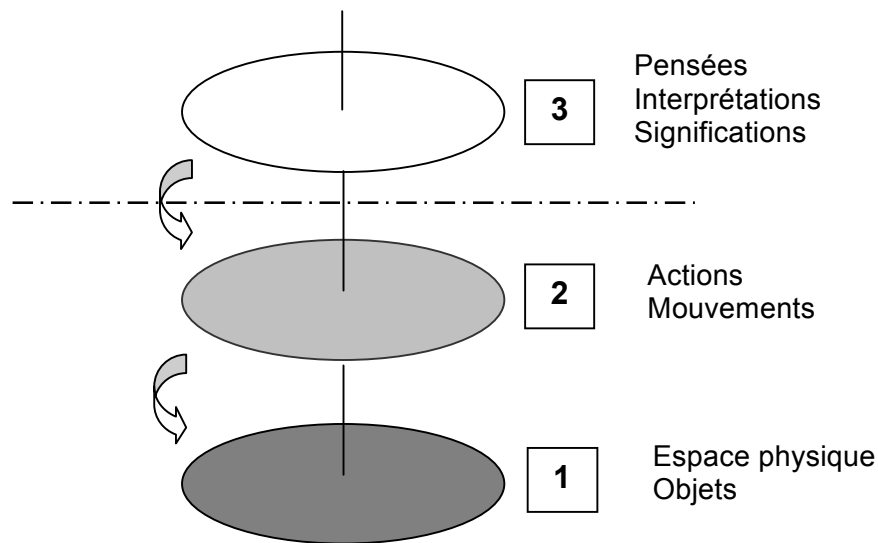 3
Pensées
Interprétations
Significations
2
Actions
Mouvements
1
Espace physique
Objets